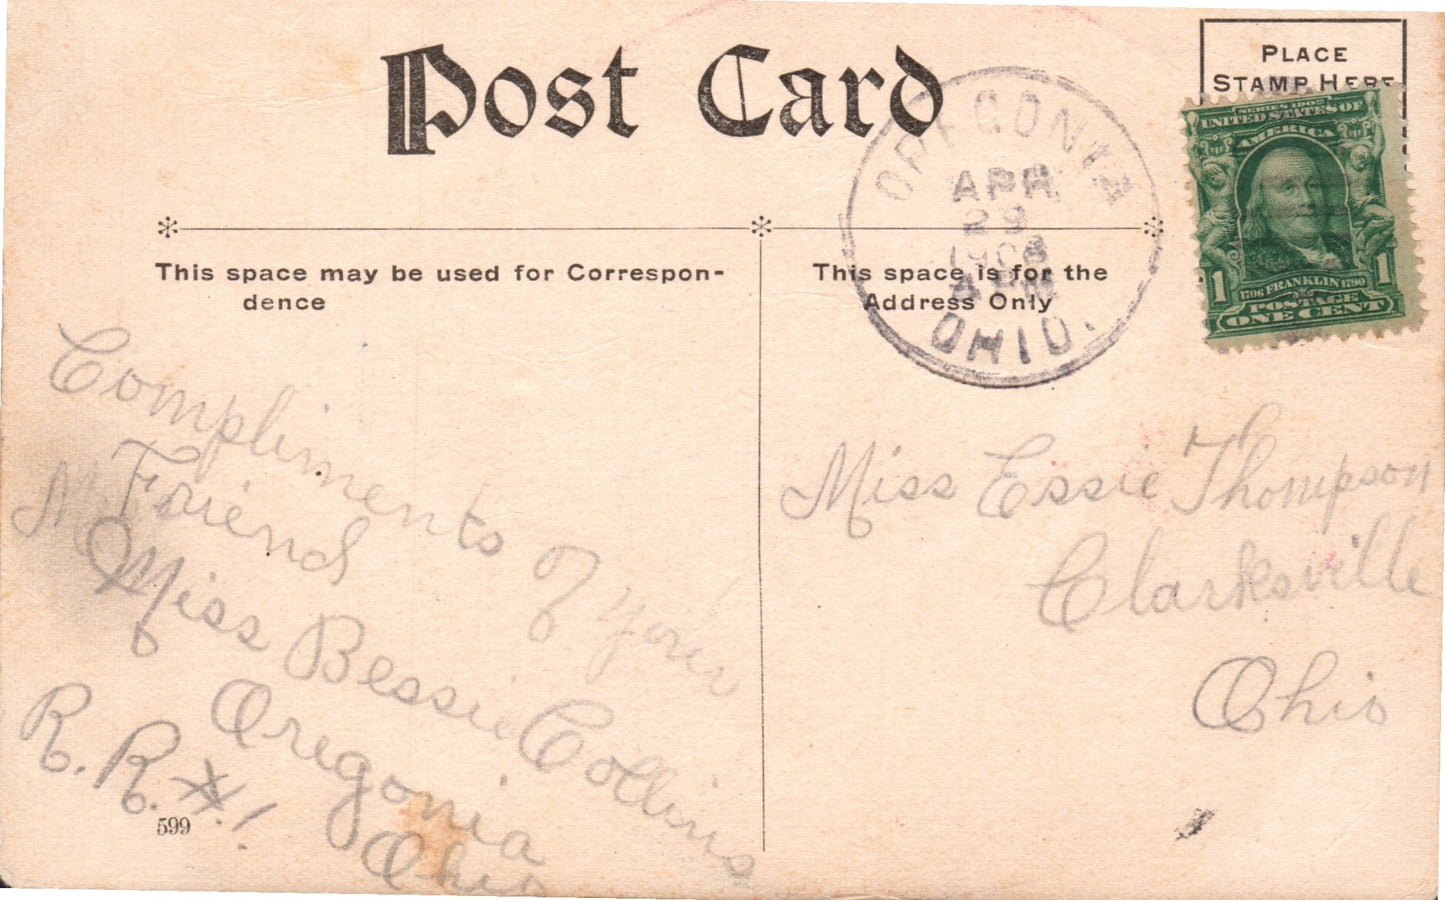 Post Card
PLACE
STAMP HERE
SERIES 1902
UNITED STATES OF
AMERICA
1706 FRANKLIN 1790
POSTAGE
1 1
ONE CENT
OREGONIA
APR
29
1908
OHIO.
This space may be used for Correspon-
dence
This space is for the
Address Only
Compliments of Your
Friend
Miss Bessie Collins
Oregonia
Ohio
R.R. #.1
599
Miss Essie Thompson
Clarksville
Ohio